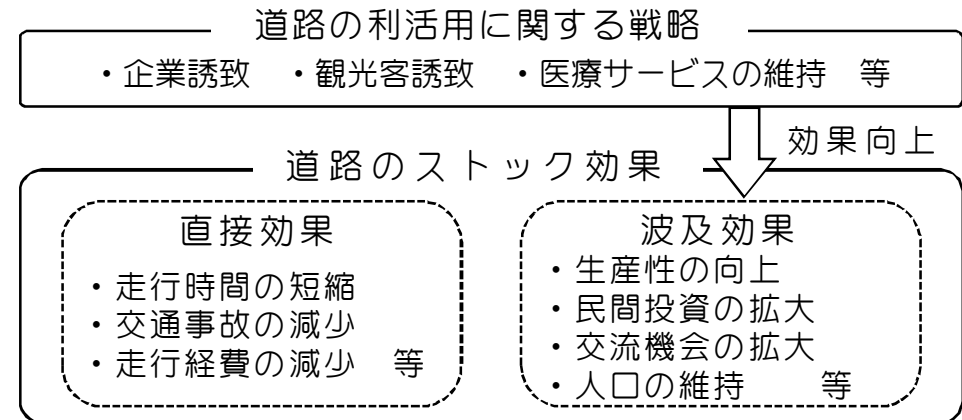 道路の利活用に関する戦略
・企業誘致　・観光客誘致　・医療サービスの維持　等
効果向上
道路のストック効果
直接効果
・走行時間の短縮
・交通事故の減少
・走行経費の減少　等
波及効果
・生産性の向上
・民間投資の拡大
・交流機会の拡大
・人口の維持　　等